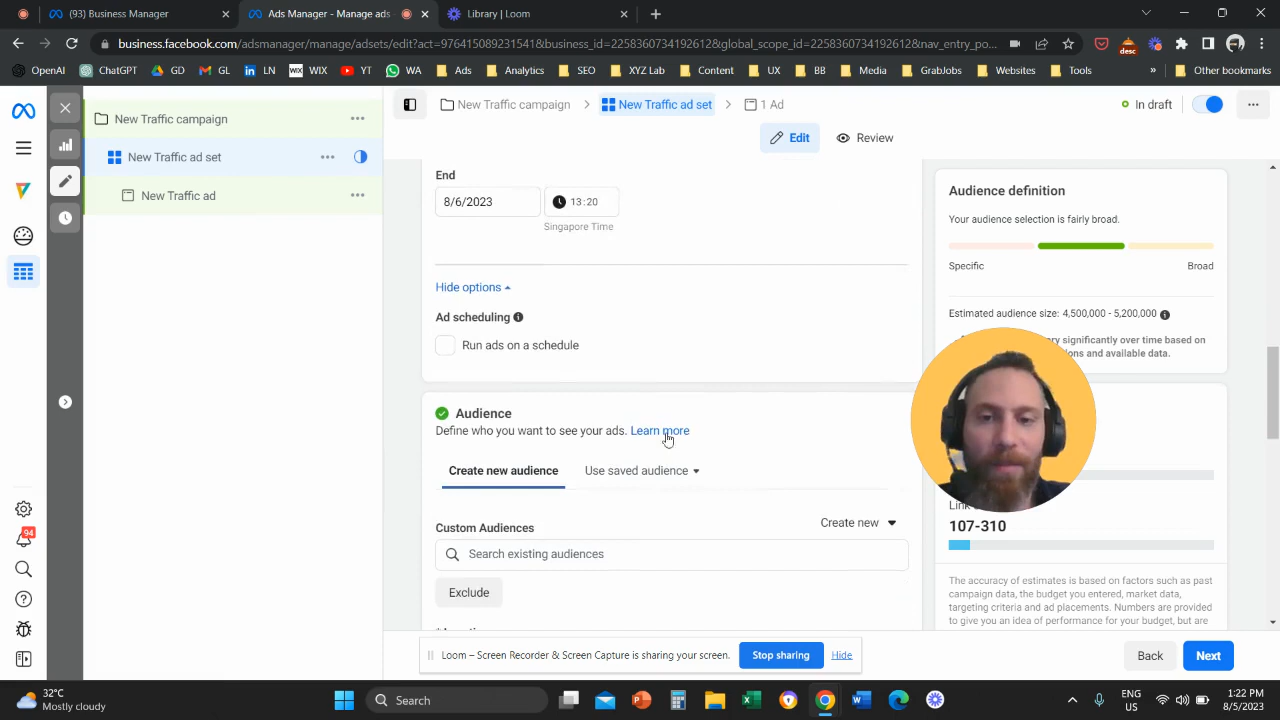 (93) Business Manager
Ads Manager - Manage ads
Library | Loom
business.facebook.com/adsmanager/manage/adsets/edit?act=976415089231541&business_id=2258360734192612&global_scope_id=2258360734192612&nav_entry_po...
desc
OpenAI
ChatGPT
GD
GL
LN
WIX
YT
WA
Ads
Analytics
SEO
XYZ Lab
Content
UX
BB
Media
GrabJobs
Websites
Tools
Other bookmarks
New Traffic campaign
New Traffic ad set
New Traffic ad
New Traffic campaign
New Traffic ad set
1 Ad
In draft
Edit
Review
End
8/6/2023
13:20
Singapore Time
Hide options
Ad scheduling
Run ads on a schedule
Audience
Define who you want to see your ads. Learn more
Create new audience
Use saved audience
Custom Audiences
Create new
Search existing audiences
Exclude
Audience definition
Your audience selection is fairly broad.
Specific
Broad
Estimated audience size: 4,500,000 - 5,200,000
ry significantly over time based on
ons and available data.
Link
107-310
The accuracy of estimates is based on factors such as past
campaign data, the budget you entered, market data,
targeting criteria and ad placements. Numbers are provided
to give you an idea of performance for your budget, but are
94
Loom – Screen Recorder & Screen Capture is sharing your screen.
Stop sharing
Hide
Back
Next
32°C
Mostly cloudy
Search
ENG
US
1:22 PM
8/5/2023